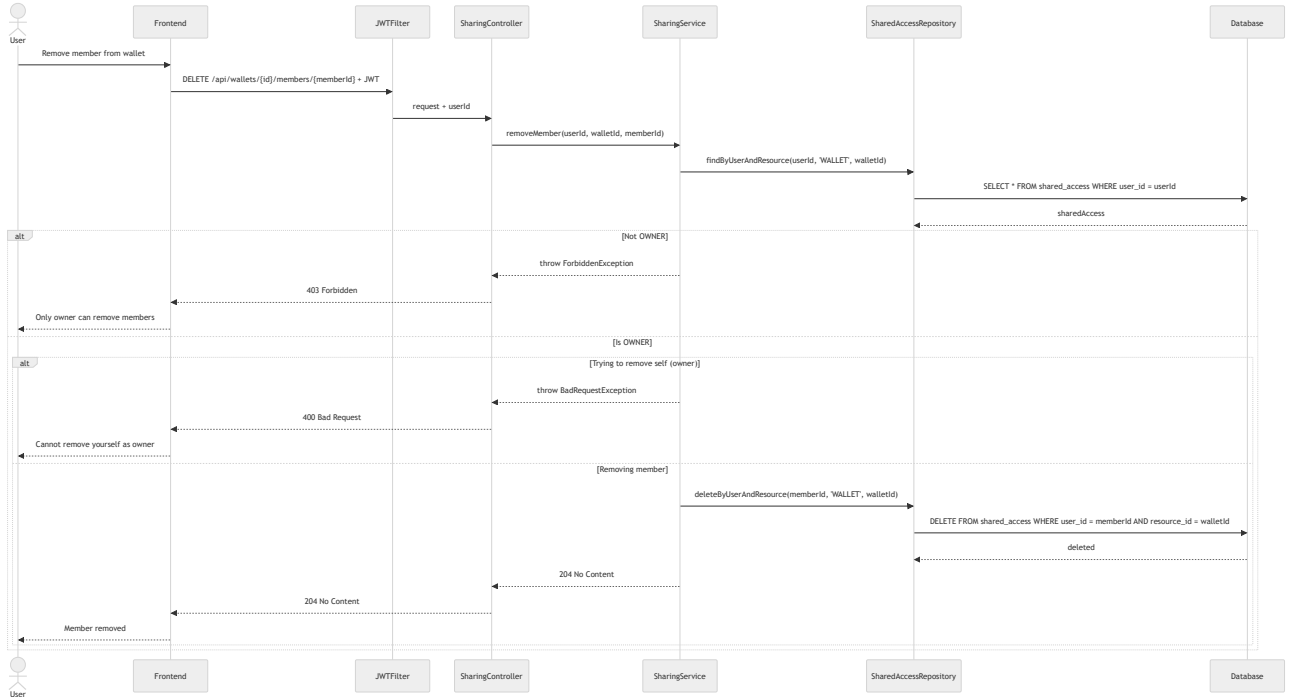 Frontend
JWTFilter
SharingController
SharingService
SharedAccessRepository
Database
User
Remove member from wallet
DELETE /api/wallets/{id}/members/{memberId} + JWT
request + userId
removeMember(userId, walletId, memberId)
findByUserAndResource(userId, 'WALLET', walletId)
SELECT * FROM shared_access WHERE user_id = userId
sharedAccess
alt
[Not OWNER]
throw ForbiddenException
403 Forbidden
Only owner can remove members
[Is OWNER]
alt
[Trying to remove self (owner)]
throw BadRequestException
400 Bad Request
Cannot remove yourself as owner
[Removing member]
deleteByUserAndResource(memberId, 'WALLET', walletId)
DELETE FROM shared_access WHERE user_id = memberId AND resource_id = walletId
deleted
204 No Content
204 No Content
Member removed
Frontend
JWTFilter
SharingController
SharingService
SharedAccessRepository
Database
User